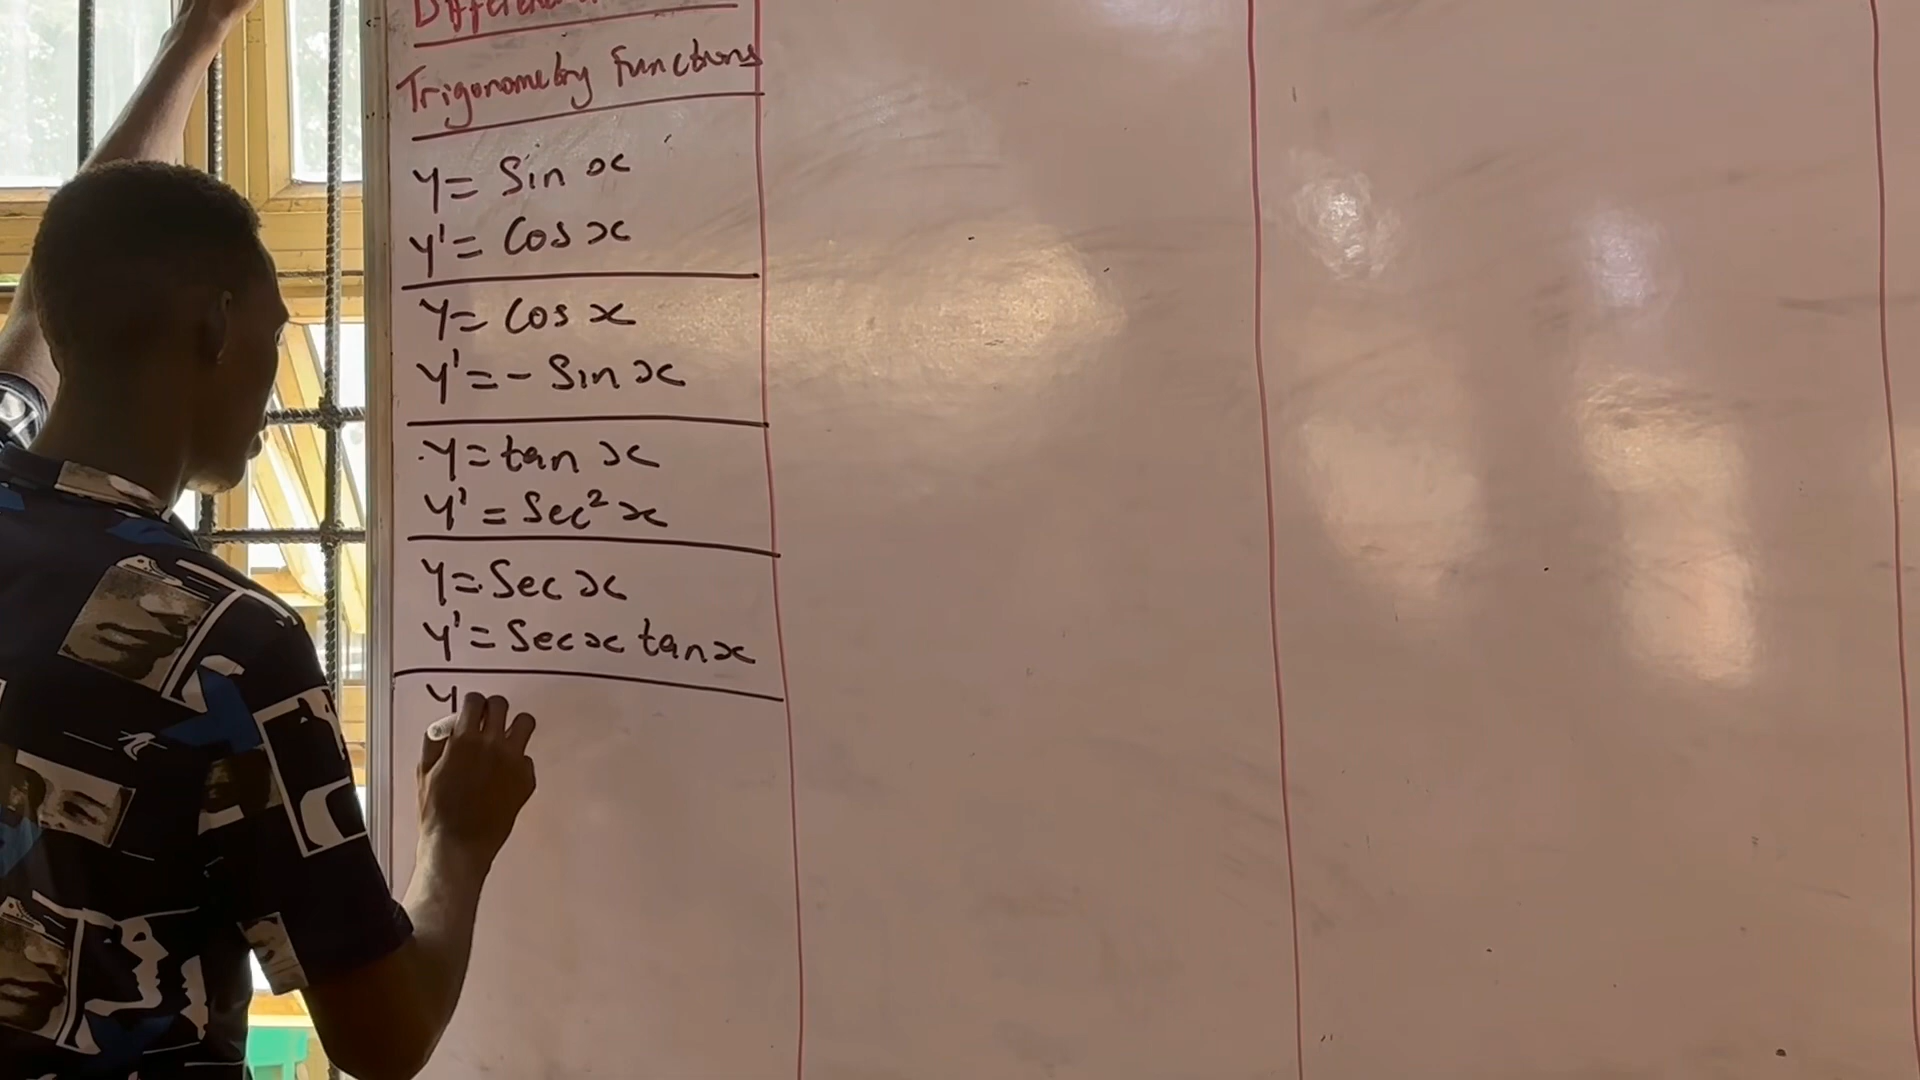 Trigonometry Functions
y = Sin x
y' = Cos x
y = Cos x
y' = - Sin x
y = tan x
y' = Sec² x
y = Sec x
y' = Sec x tan x
y